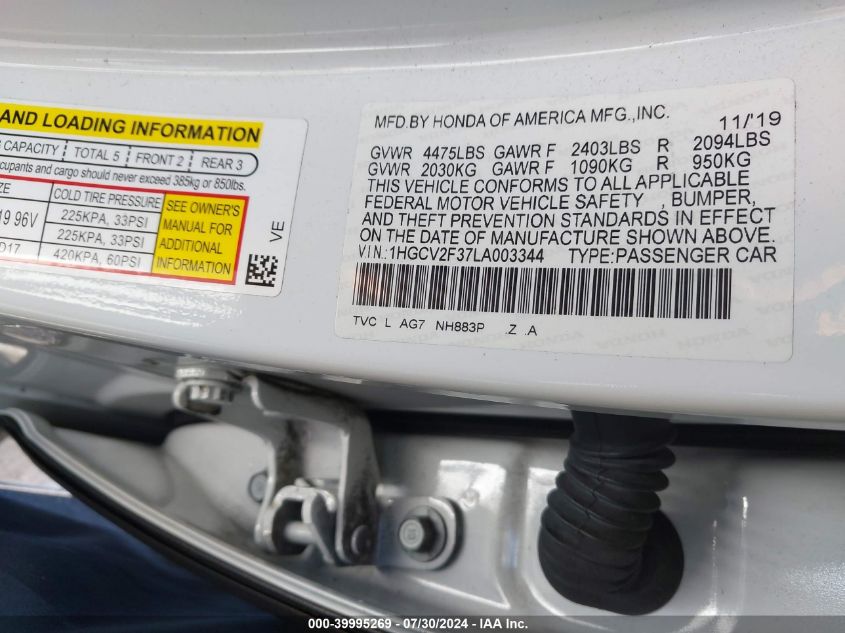 AND LOADING INFORMATION
CAPACITY TOTAL 5 FRONT 2 REAR 3
cupants and cargo should never exceed 385kg or 850lbs.
ZE COLD TIRE PRESSURE SEE OWNER'S
19 96V 225KPA, 33PSI MANUAL FOR
225KPA, 33PSI ADDITIONAL
D17 420KPA, 60PSI INFORMATION
VE
MFD.BY HONDA OF AMERICA MFG.,INC. 11/'19
GVWR 4475LBS GAWR F 2403LBS R 2094LBS
GVWR 2030KG GAWR F 1090KG R 950KG
THIS VEHICLE CONFORMS TO ALL APPLICABLE
FEDERAL MOTOR VEHICLE SAFETY , BUMPER,
AND THEFT PREVENTION STANDARDS IN EFFECT
ON THE DATE OF MANUFACTURE SHOWN ABOVE.
VIN:1HGCV2F37LA003344 TYPE:PASSENGER CAR
TVC L AG7 NH883P .Z .A
000-39995269 - 07/30/2024 - IAAI - Copart, Inc.